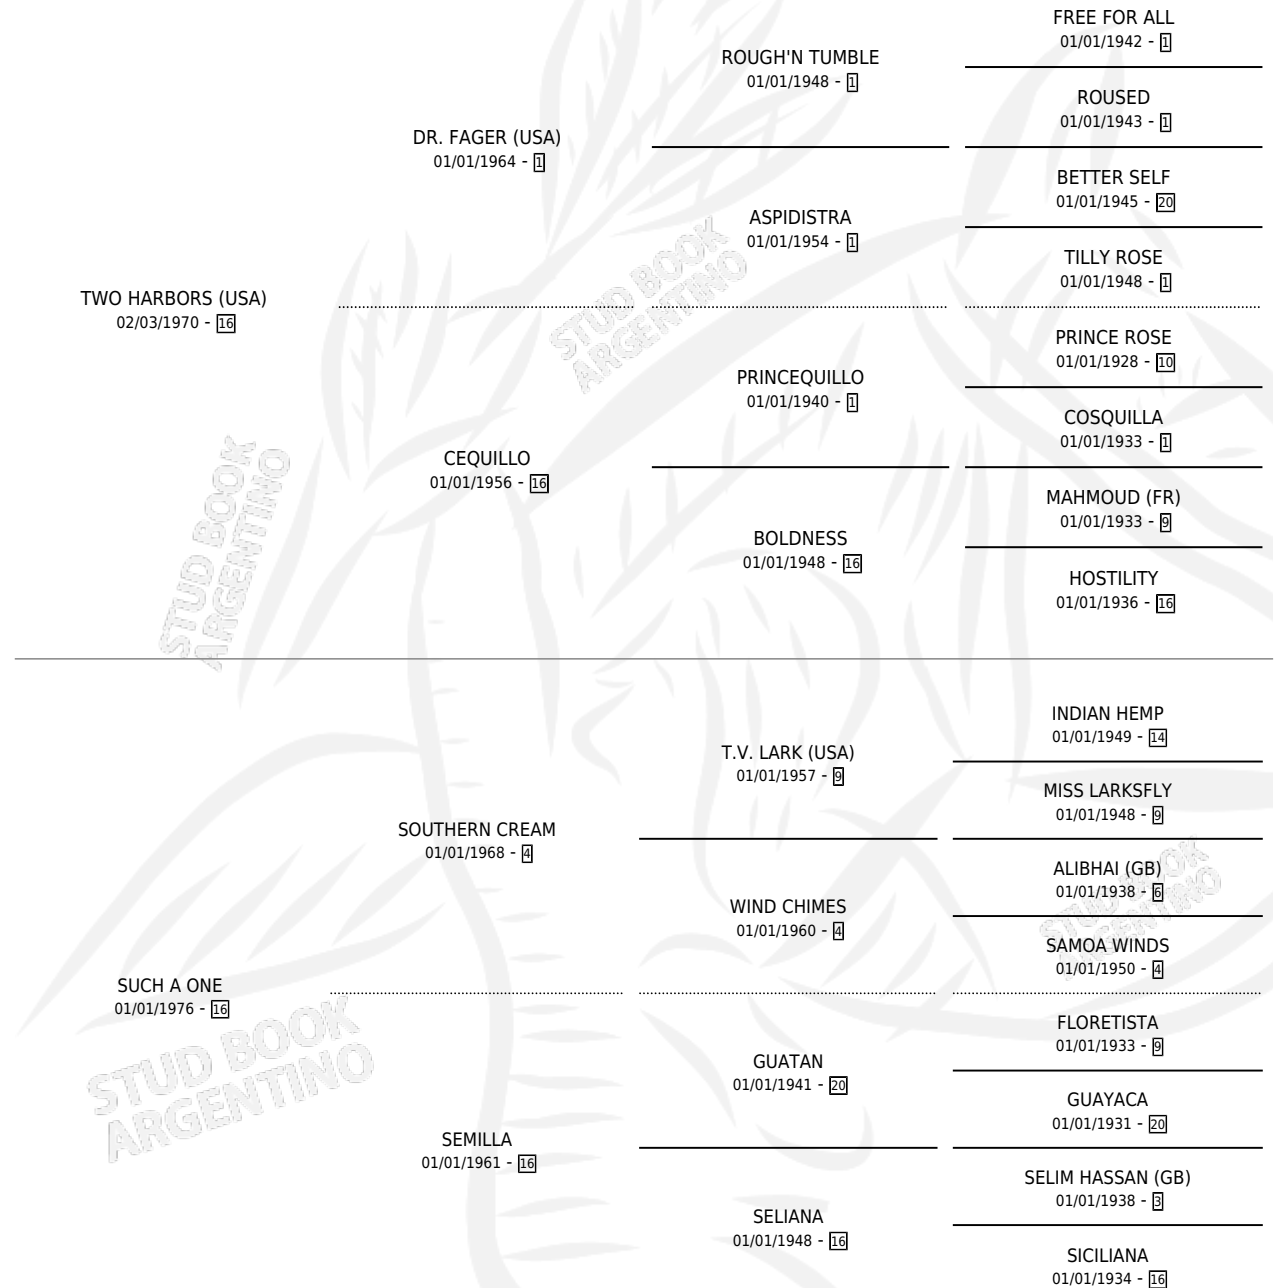 FREE FOR ALL
01/01/1942 - 1
ROUGH'N TUMBLE
01/01/1948 - 1
ROUSED
01/01/1943 - 1
DR. FAGER (USA)
01/01/1964 - 1
BETTER SELF
01/01/1945 - 20
ASPIDISTRA
01/01/1954 - 1
TILLY ROSE
01/01/1948 - 1
TWO HARBORS (USA)
02/03/1970 - 16
PRINCE ROSE
01/01/1928 - 10
PRINCEQUILLO
01/01/1940 - 1
COSQUILLA
01/01/1933 - 1
CEQUILLO
01/01/1956 - 16
MAHMOUD (FR)
01/01/1933 - 9
BOLDNESS
01/01/1948 - 16
HOSTILITY
01/01/1936 - 16
INDIAN HEMP
01/01/1949 - 14
T.V. LARK (USA)
01/01/1957 - 9
MISS LARKSFLY
01/01/1948 - 9
SOUTHERN CREAM
01/01/1968 - 4
ALIBHAI (GB)
01/01/1938 - 6
WIND CHIMES
01/01/1960 - 4
SAMOA WINDS
01/01/1950 - 4
SUCH A ONE
01/01/1976 - 16
FLORETISTA
01/01/1933 - 9
GUATAN
01/01/1941 - 20
GUAYACA
01/01/1931 - 20
SEMILLA
01/01/1961 - 16
SELIM HASSAN (GB)
01/01/1938 - 3
SELIANA
01/01/1948 - 16
SICILIANA
01/01/1934 - 16
STUD BOOK
ARGENTINO
STUD BOOK
ARGENTINO
STUD BOOK
ARGENTINO
STUD BOOK
ARGENTINO